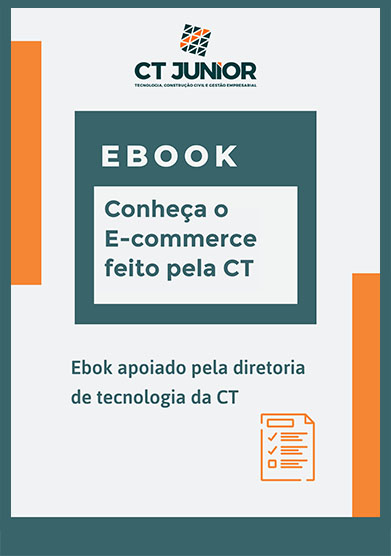 CT JUNIOR
TECNOLOGIA, CONSTRUÇÃO CIVIL E GESTÃO EMPRESARIAL
EBOOK
Conheça o
E-commerce
feito pela CT
Ebok apoiado pela diretoria
de tecnologia da CT